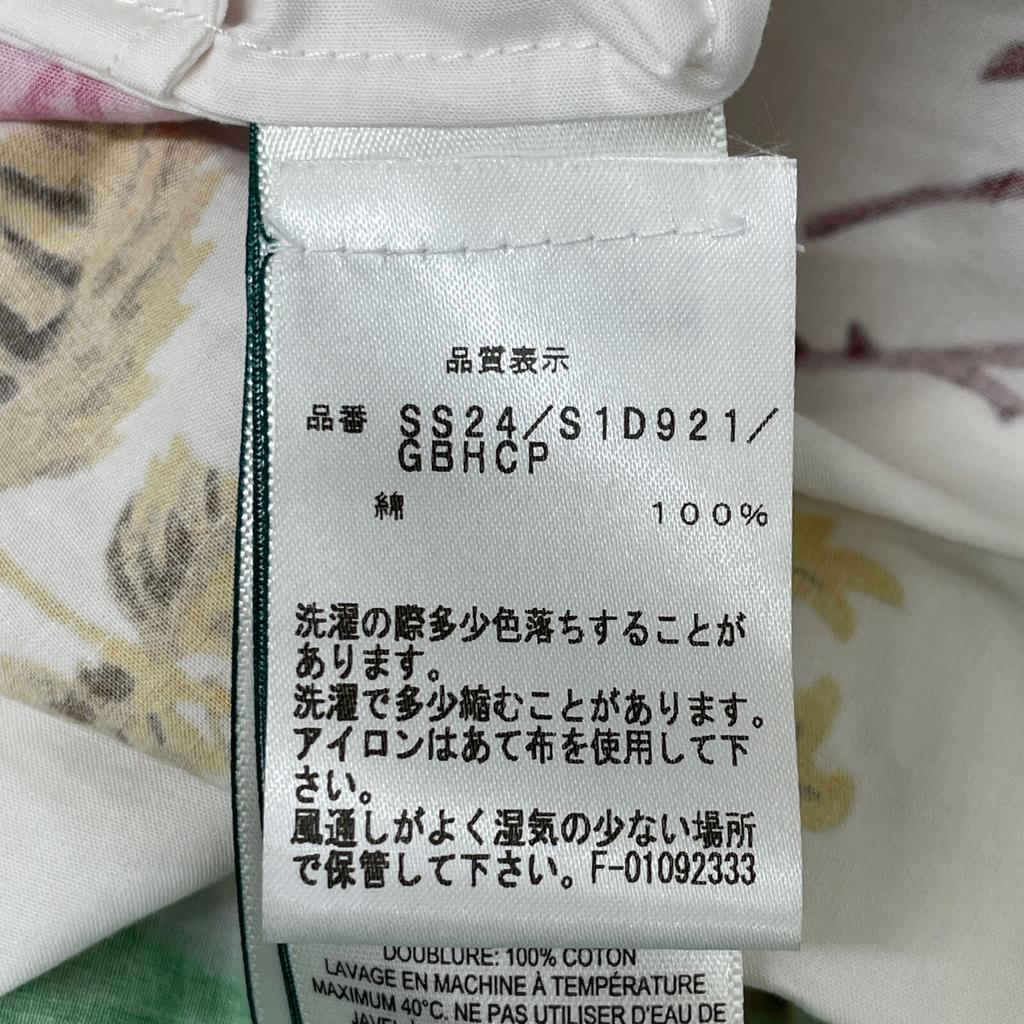 品質表示
品番 SS24/S1D921/
GBHCP
綿 100%
洗濯の際多少色落ちすることが
あります。
洗濯で多少縮むことがあります。
アイロンはあて布を使用して下
さい。
風通しがよく湿気の少ない場所
で保管して下さい。F-01092333
DOUBLURE: 100% COTON
LAVAGE EN MACHINE À TEMPÉRATURE
MAXIMUM 40°C. NE PAS UTILISER D'EAU DE